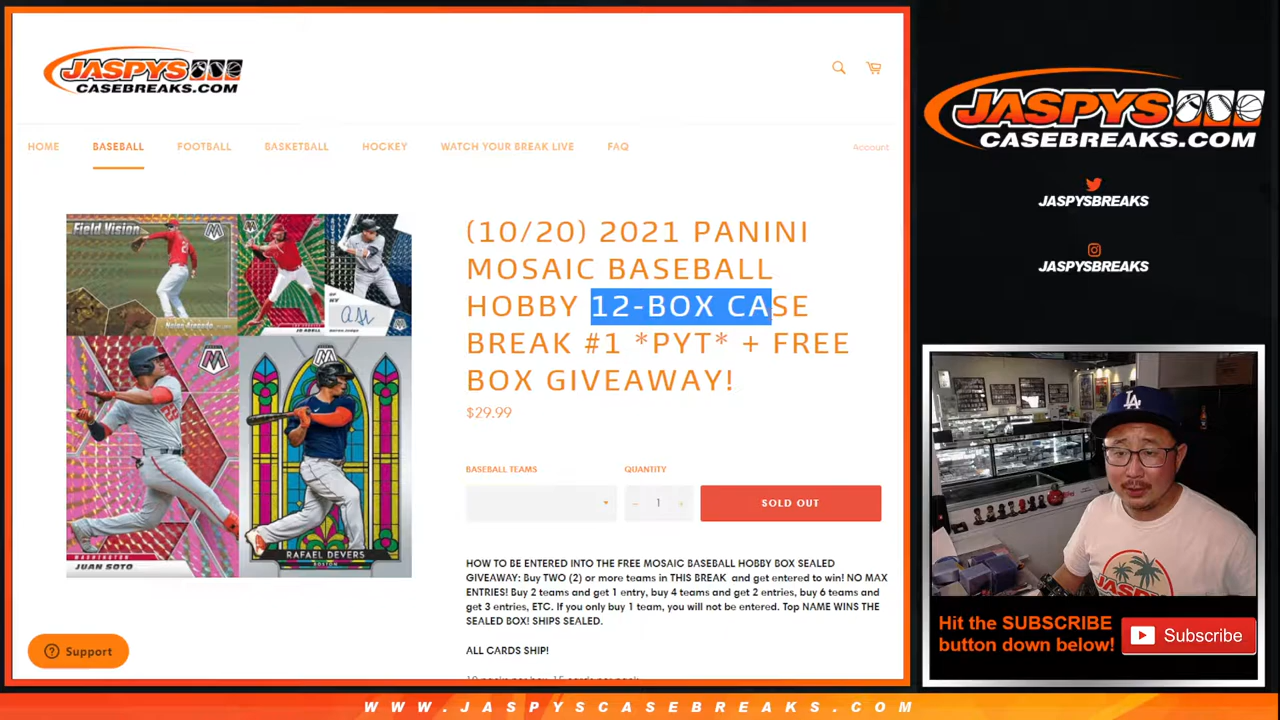 JASPYS
CASEBREAKS.COM
HOME BASEBALL FOOTBALL BASKETBALL HOCKEY WATCH YOUR BREAK LIVE FAQ Account
Field Vision
RAFAEL DEVERS
BOSTON
WASHINGTON
JUAN SOTO
(10/20) 2021 PANINI
MOSAIC BASEBALL
HOBBY 12-BOX CASE
BREAK #1 *PYT* + FREE
BOX GIVEAWAY!
$29.99
BASEBALL TEAMS QUANTITY
1
SOLD OUT
HOW TO BE ENTERED INTO THE FREE MOSAIC BASEBALL HOBBY BOX SEALED
GIVEAWAY: Buy TWO (2) or more teams in THIS BREAK and get entered to win! NO MAX
ENTRIES! Buy 2 teams and get 1 entry, buy 4 teams and get 2 entries, buy 6 teams and
get 3 entries, ETC. If you only buy 1 team, you will not be entered. Top NAME WINS THE
SEALED BOX! SHIPS SEALED.
ALL CARDS SHIP!
Support
JASPYS
CASEBREAKS.COM
JASPYSBREAKS
JASPYSBREAKS
LA
Hit the SUBSCRIBE
button down below!
Subscribe
WWW.JASPYSCASEBREAKS.COM